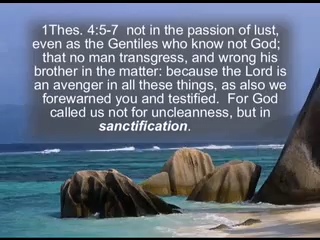 1Thes. 4:5-7  not in the passion of lust,
even as the Gentiles who know not God;
that no man transgress, and wrong his
brother in the matter: because the Lord is
an avenger in all these things, as also we
forewarned you and testified.  For God
called us not for uncleanness, but in
sanctification.